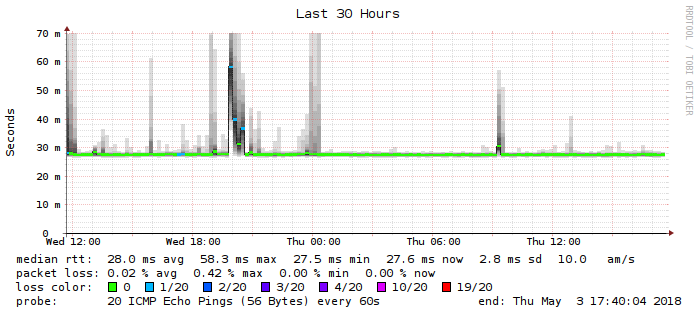 Last 30 Hours
RRDTOOL / TOBI OETIKER
Seconds
70 m
60 m
50 m
40 m
30 m
20 m
10 m
0
Wed 12:00 Wed 18:00 Thu 00:00 Thu 06:00 Thu 12:00
median rtt: 28.0 ms avg 58.3 ms max 27.5 ms min 27.6 ms now 2.8 ms sd 10.0 am/s
packet loss: 0.02 % avg 0.42 % max 0.00 % min 0.00 % now
loss color: 0 1/20 2/20 3/20 4/20 10/20 19/20
probe: 20 ICMP Echo Pings (56 Bytes) every 60s end: Thu May 3 17:40:04 2018